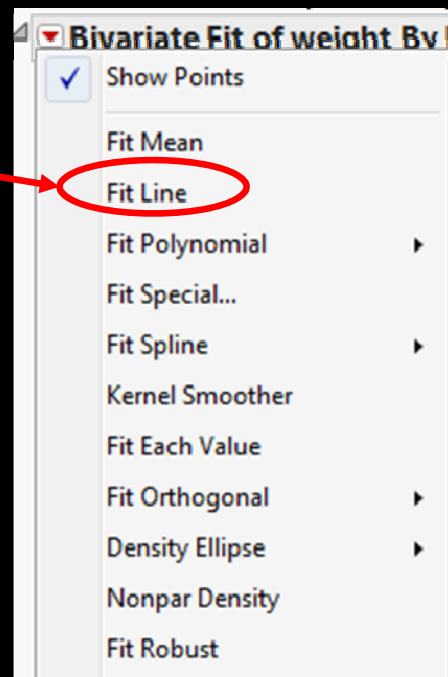 Bivariate Fit of weight By
Show Points
Fit Mean
Fit Line
Fit Polynomial
Fit Special...
Fit Spline
Kernel Smoother
Fit Each Value
Fit Orthogonal
Density Ellipse
Nonpar Density
Fit Robust